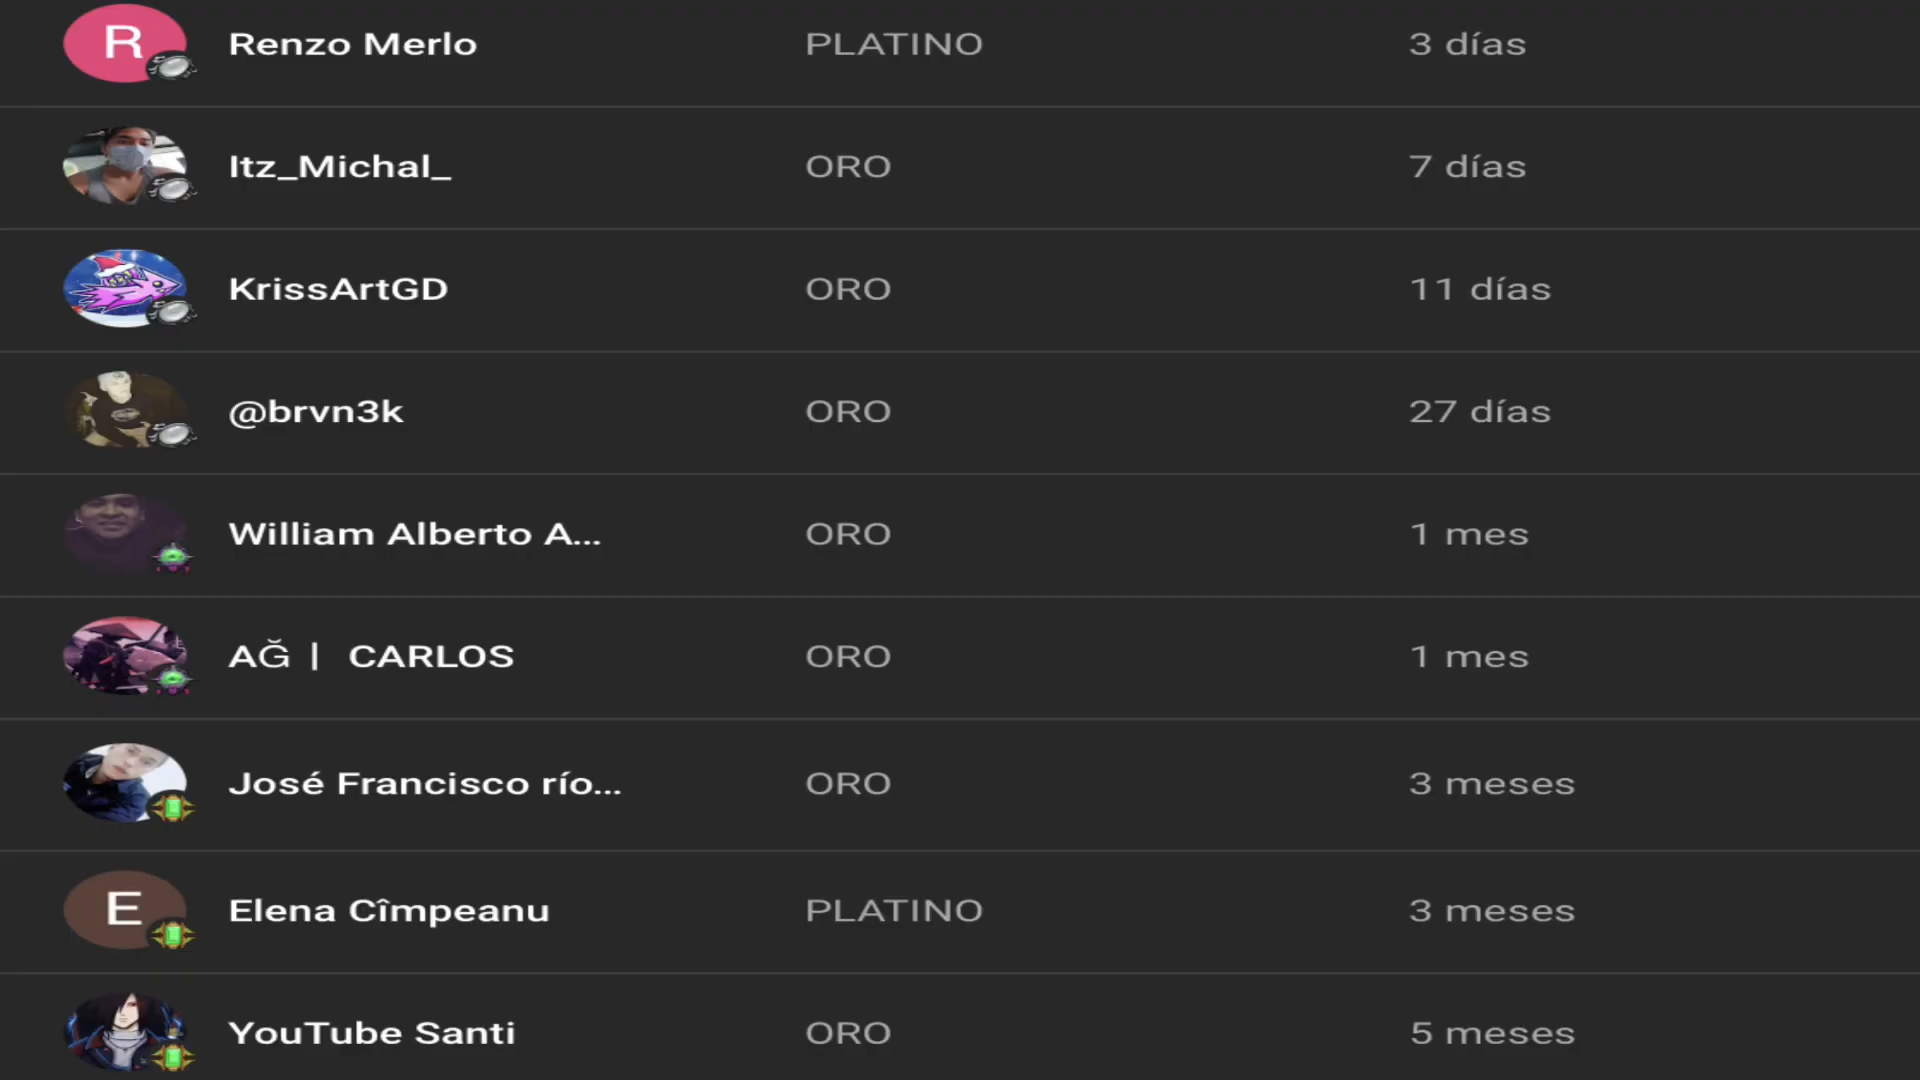 R Renzo Merlo PLATINO 3 días
Itz_Michal_ ORO 7 días
KrissArtGD ORO 11 días
@brvn3k ORO 27 días
William Alberto A... ORO 1 mes
AĞ | CARLOS ORO 1 mes
José Francisco río... ORO 3 meses
E Elena Cîmpeanu PLATINO 3 meses
YouTube Santi ORO 5 meses